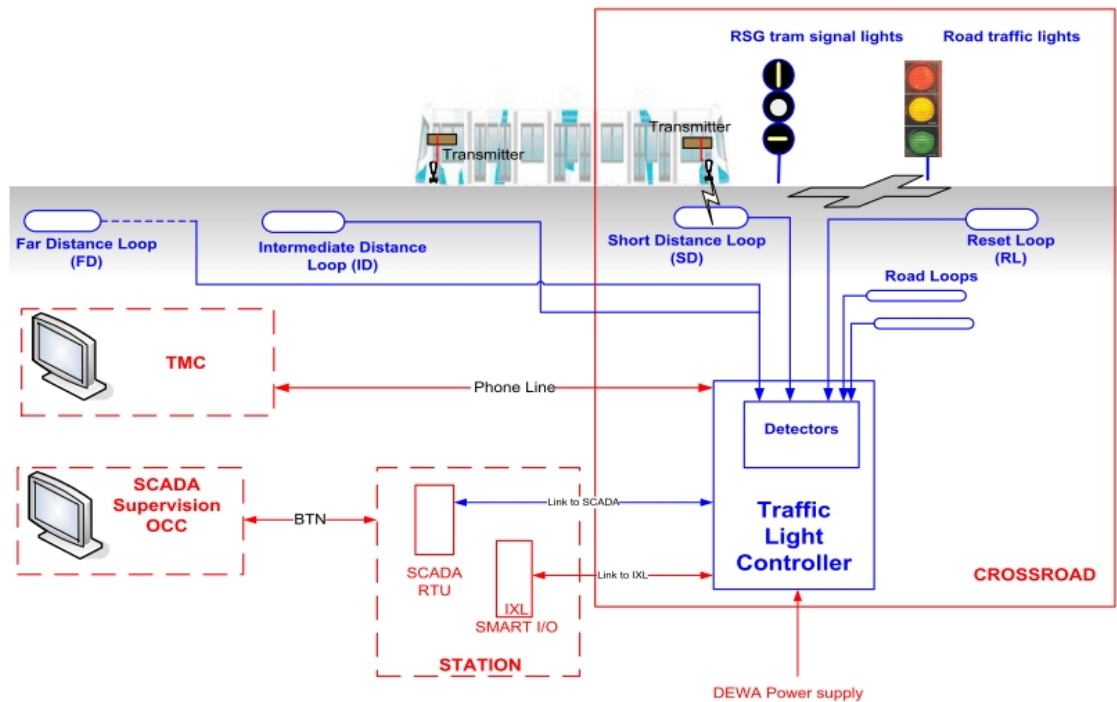 RSG tram signal lights
Road traffic lights
Transmitter
Transmitter
Far Distance Loop
(FD)
Intermediate Distance
Loop (ID)
Short Distance Loop
(SD)
Reset Loop
(RL)
Road Loops
TMC
Phone Line
Detectors
SCADA
Supervision
OCC
BTN
Link to SCADA
Traffic
Light
Controller
SCADA
RTU
Link to IXL
IXL
SMART I/O
CROSSROAD
STATION
DEWA Power supply